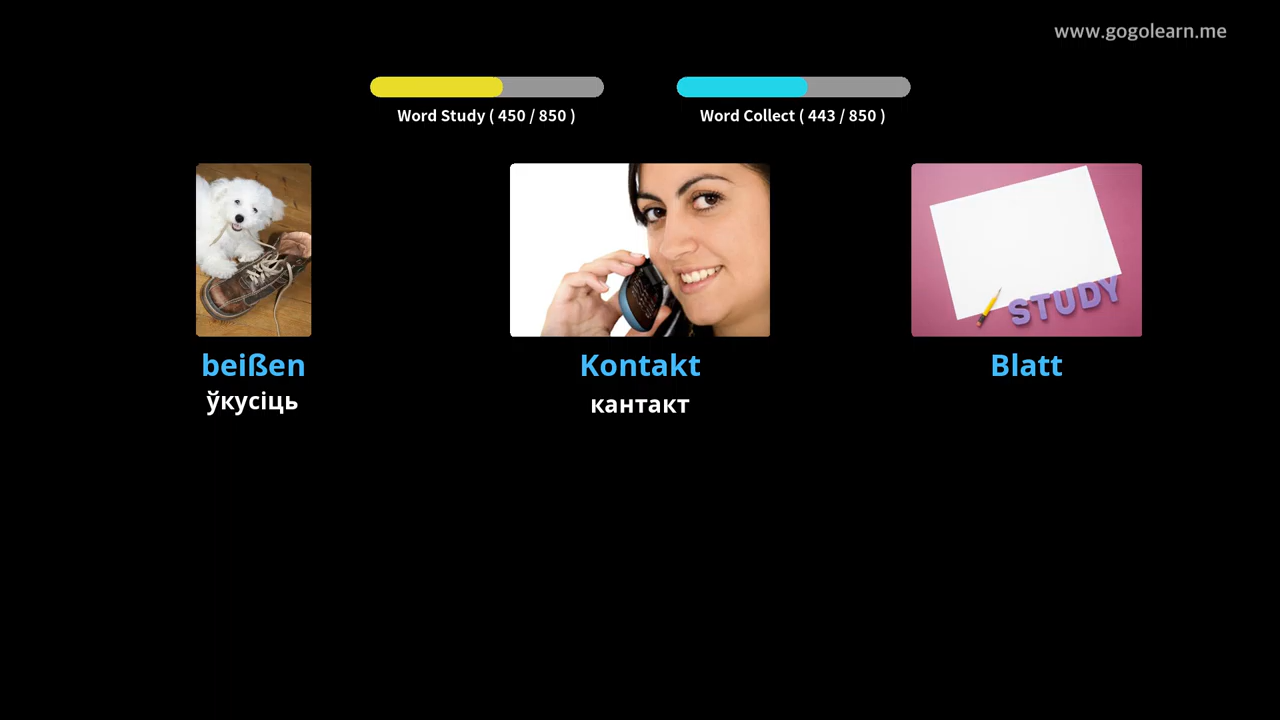 www.gogolearn.me
Word Study ( 450 / 850 )
Word Collect ( 443 / 850 )
STUDY
beißen
Kontakt
Blatt
ўкусіць
кантакт